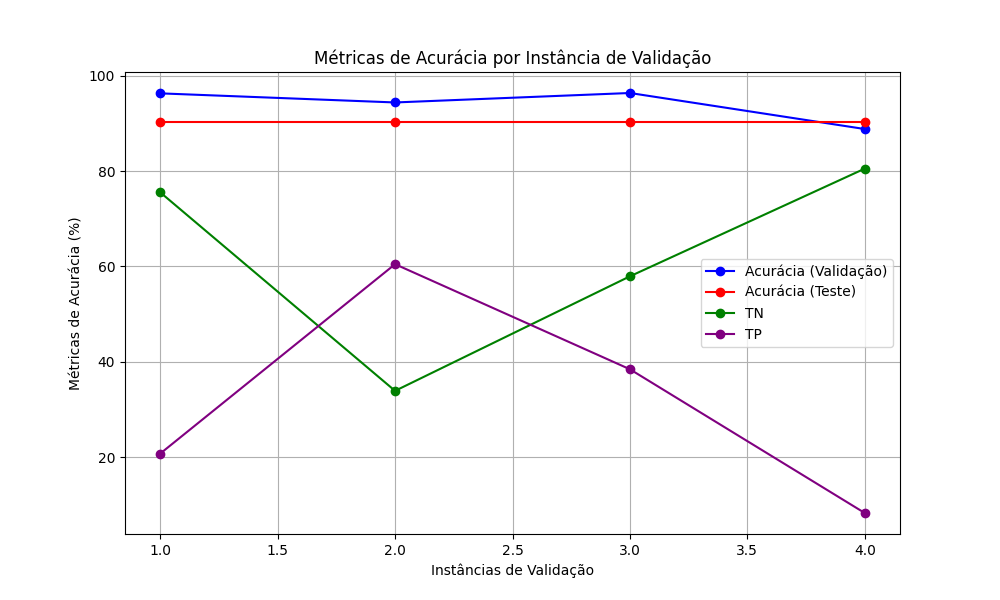 Métricas de Acurácia por Instância de Validação
Métricas de Acurácia (%)
100
80
60
40
20
Acurácia (Validação)
Acurácia (Teste)
TN
TP
1.0 1.5 2.0 2.5 3.0 3.5 4.0
Instâncias de Validação